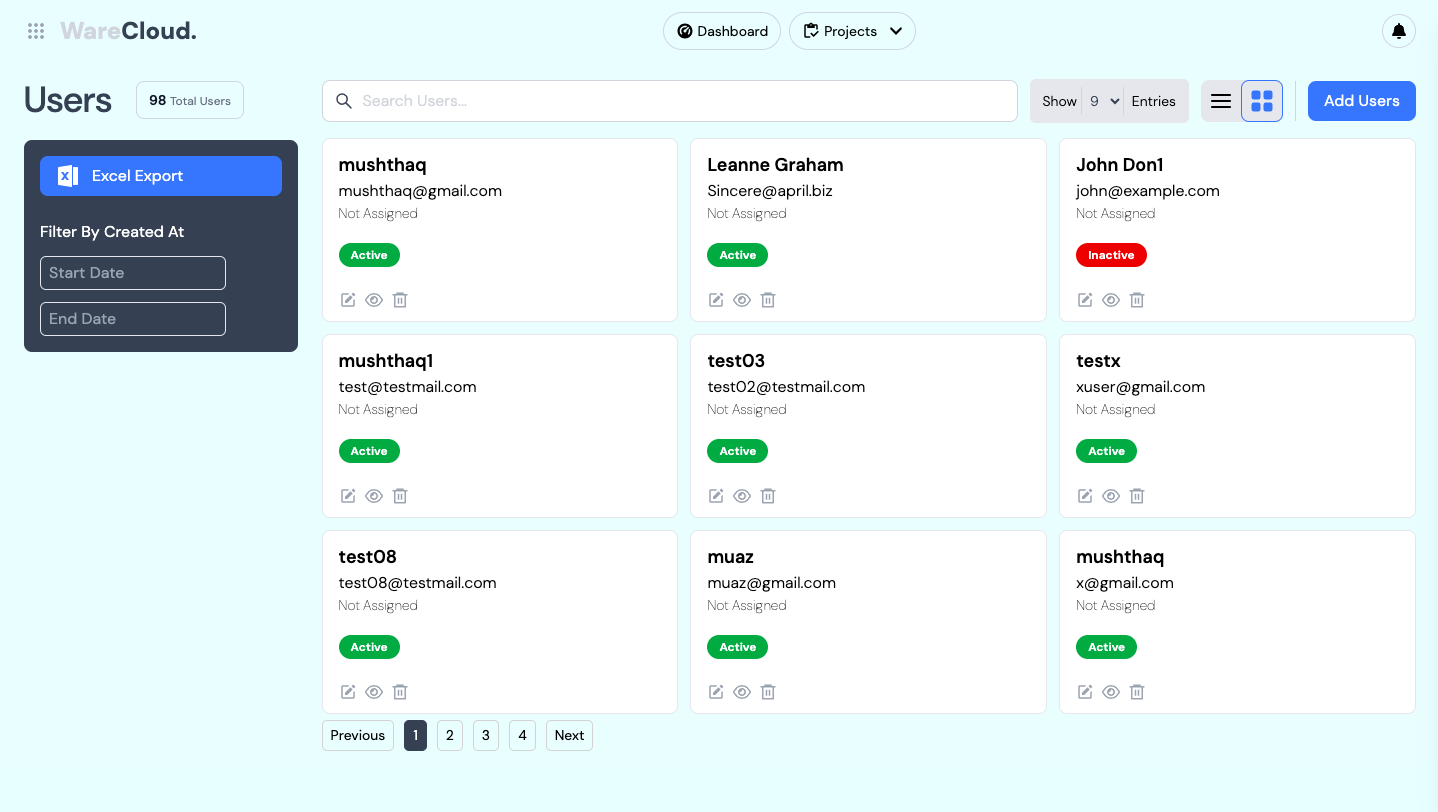 WareCloud.
Dashboard
Projects
Users
98 Total Users
Search Users...
Show 9 Entries
Add Users
Excel Export
Filter By Created At
Start Date
End Date
mushthaq
mushthaq@gmail.com
Not Assigned
Active
Leanne Graham
Sincere@april.biz
Not Assigned
Active
John Don1
john@example.com
Not Assigned
Inactive
mushthaq1
test@testmail.com
Not Assigned
Active
test03
test02@testmail.com
Not Assigned
Active
testx
xuser@gmail.com
Not Assigned
Active
test08
test08@testmail.com
Not Assigned
Active
muaz
muaz@gmail.com
Not Assigned
Active
mushthaq
x@gmail.com
Not Assigned
Active
Previous 1 2 3 4 Next